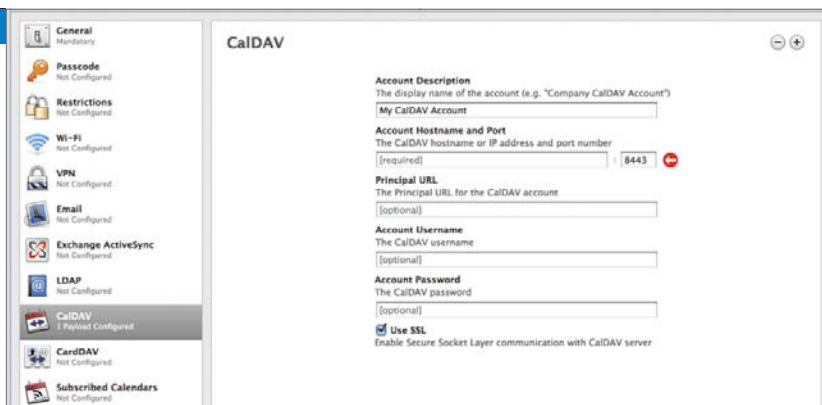 General
Mandatory
Passcode
Not Configured
Restrictions
Not Configured
Wi-Fi
Not Configured
VPN
Not Configured
Email
Not Configured
Exchange ActiveSync
Not Configured
LDAP
Not Configured
CalDAV
1 Payload Configured
CardDAV
Not Configured
Subscribed Calendars
Not Configured
CalDAV
Account Description
The display name of the account (e.g. "Company CalDAV Account")
My CalDAV Account
Account Hostname and Port
The CalDAV hostname or IP address and port number
[required] : 8443
Principal URL
The Principal URL for the CalDAV account
[optional]
Account Username
The CalDAV username
[optional]
Account Password
The CalDAV password
[optional]
Use SSL
Enable Secure Socket Layer communication with CalDAV server